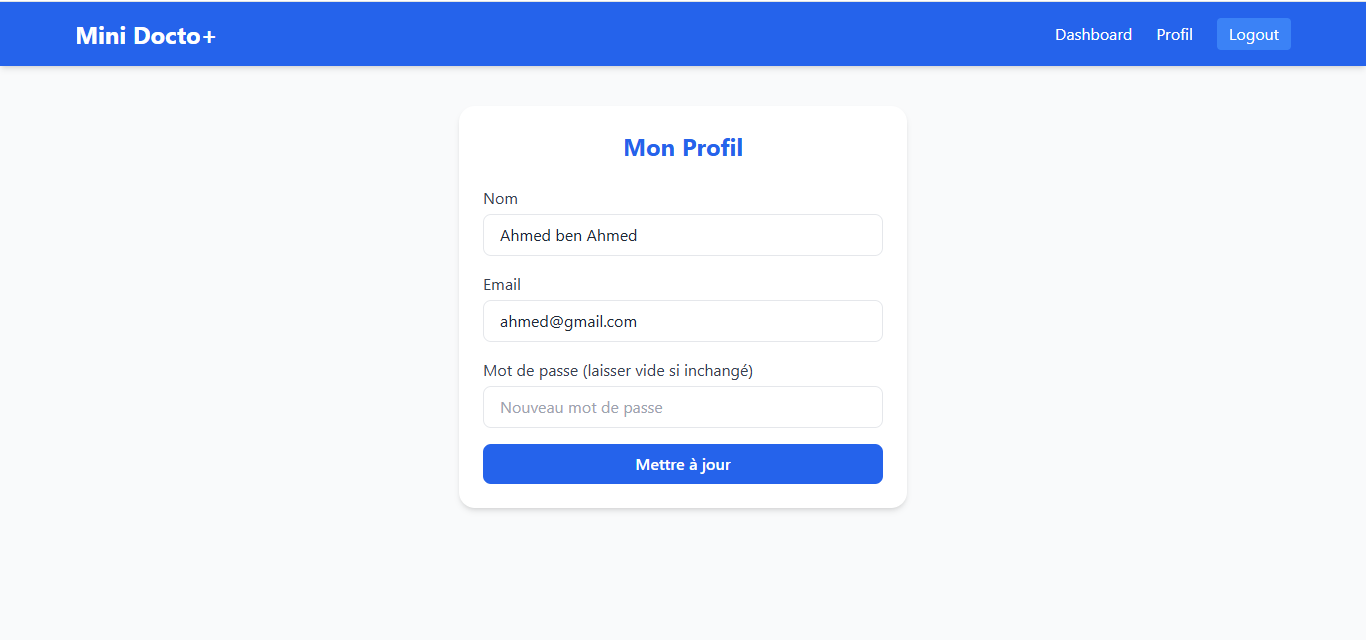 Mini Docto+
Dashboard Profil Logout
Mon Profil
Nom
Ahmed ben Ahmed
Email
ahmed@gmail.com
Mot de passe (laisser vide si inchangé)
Nouveau mot de passe
Mettre à jour